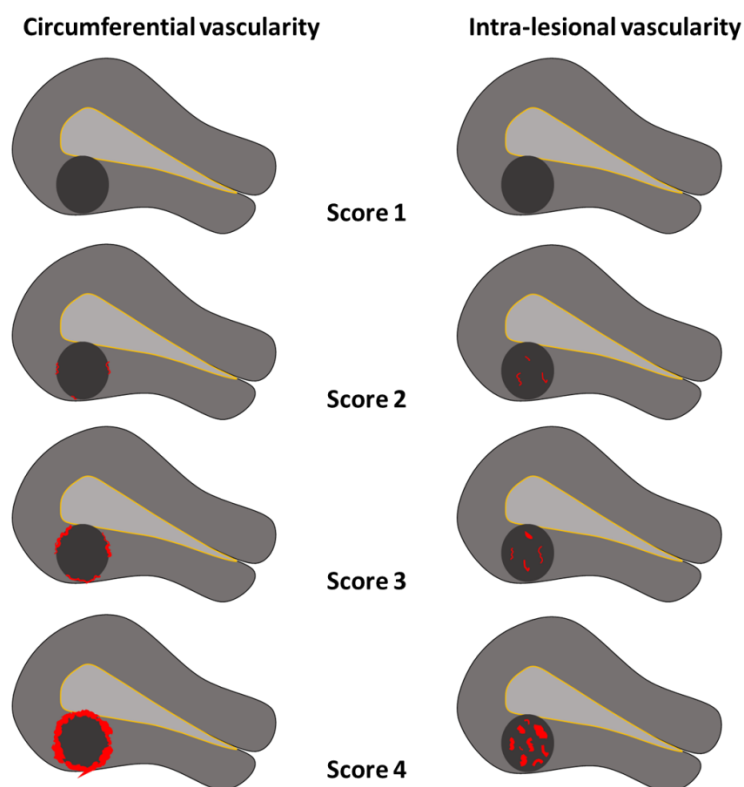 Circumferential vascularity
Intra-lesional vascularity
Score 1
Score 2
Score 3
Score 4